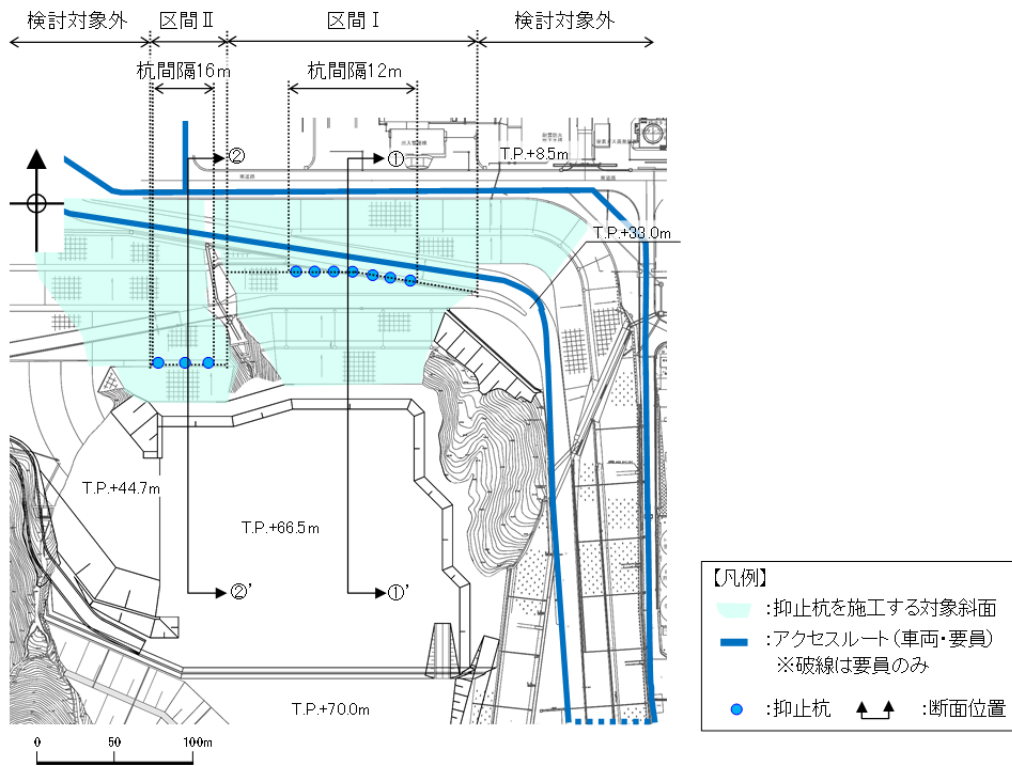 検討対象外
区間Ⅱ
区間Ⅰ
検討対象外
杭間隔16m
杭間隔12m
②
①
T.P.+8.5m
T.P.+33.0m
T.P.+44.7m
T.P.+66.5m
②'
①'
T.P.+70.0m
0 50 100m
【凡例】
:抑止杭を施工する対象斜面
:アクセスルート(車両・要員)
※破線は要員のみ
:抑止杭 :断面位置